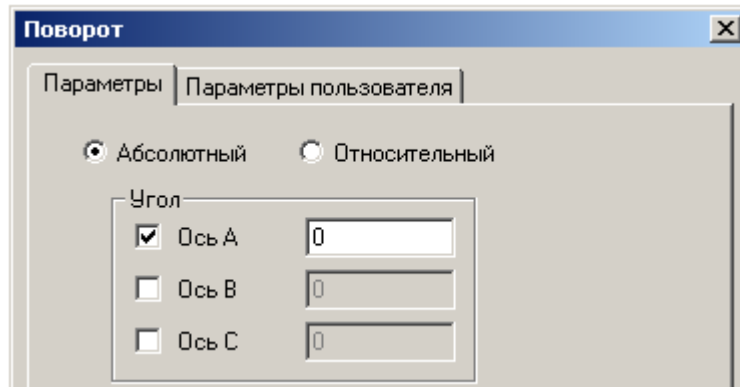 Поворот
Параметры Параметры пользователя
Абсолютный Относительный
Угол
Ось A 0
Ось B 0
Ось C 0